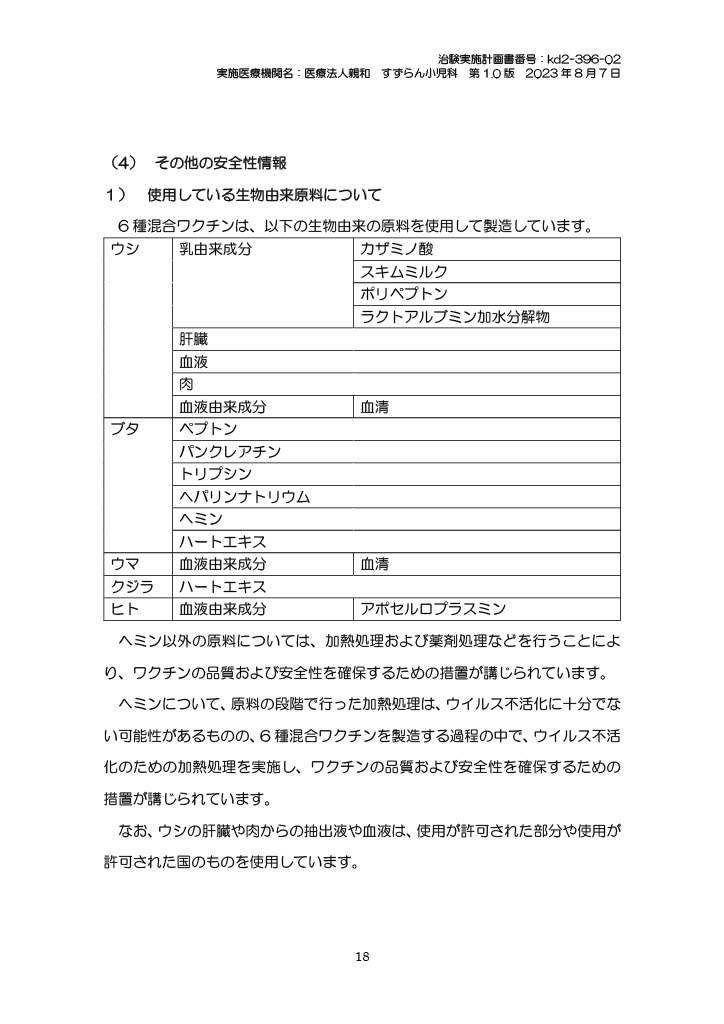 治験実施計画書番号：kd2-396-02
実施医療機関名：医療法人親和　すずらん小児科　第１.０版　２０２３年８月７日
（４）　その他の安全性情報
１）　使用している生物由来原料について
６種混合ワクチンは、以下の生物由来の原料を使用して製造しています。
ウシ　乳由来成分　カザミノ酸
スキムミルク
ポリペプトン
ラクトアルブミン加水分解物
肝臓
血液
肉
血液由来成分　血清
ブタ　ペプトン
パンクレアチン
トリプシン
ヘパリンナトリウム
ヘミン
ハートエキス
ウマ　血液由来成分　血清
クジラ　ハートエキス
ヒト　血液由来成分　アポセルロプラスミン
ヘミン以外の原料については、加熱処理および薬剤処理などを行うことによ
り、ワクチンの品質および安全性を確保するための措置が講じられています。
ヘミンについて、原料の段階で行った加熱処理は、ウイルス不活化に十分でな
い可能性があるものの、６種混合ワクチンを製造する過程の中で、ウイルス不活
化のための加熱処理を実施し、ワクチンの品質および安全性を確保するための
措置が講じられています。
なお、ウシの肝臓や肉からの抽出液や血液は、使用が許可された部分や使用が
許可された国のものを使用しています。
18